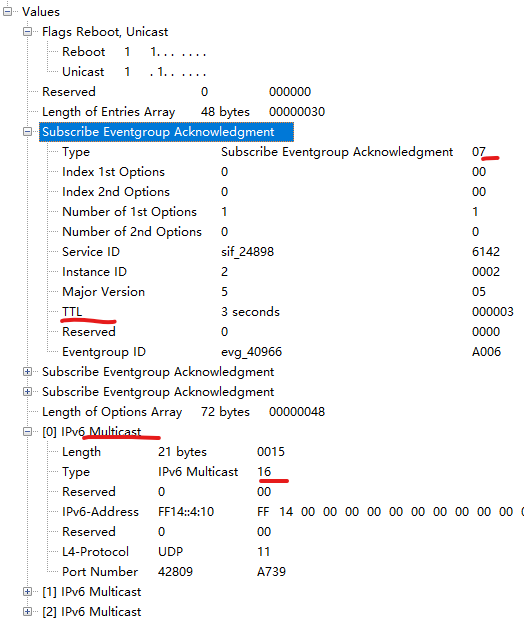 Values
Flags Reboot, Unicast
Reboot 1 1... ....
Unicast 1 .1.. ....
Reserved 0 000000
Length of Entries Array 48 bytes 00000030
Subscribe Eventgroup Acknowledgment
Type Subscribe Eventgroup Acknowledgment 07
Index 1st Options 0 00
Index 2nd Options 0 00
Number of 1st Options 1 1
Number of 2nd Options 0 0
Service ID sif_24898 6142
Instance ID 2 0002
Major Version 5 05
TTL 3 seconds 000003
Reserved 0 0000
Eventgroup ID evg_40966 A006
Subscribe Eventgroup Acknowledgment
Subscribe Eventgroup Acknowledgment
Length of Options Array 72 bytes 00000048
[0] IPv6 Multicast
Length 21 bytes 0015
Type IPv6 Multicast 16
Reserved 0 00
IPv6-Address FF14::4:10 FF 14 00 00 00 00 00 00 00 00 00 0
Reserved 0 00
L4-Protocol UDP 11
Port Number 42809 A739
[1] IPv6 Multicast
[2] IPv6 Multicast